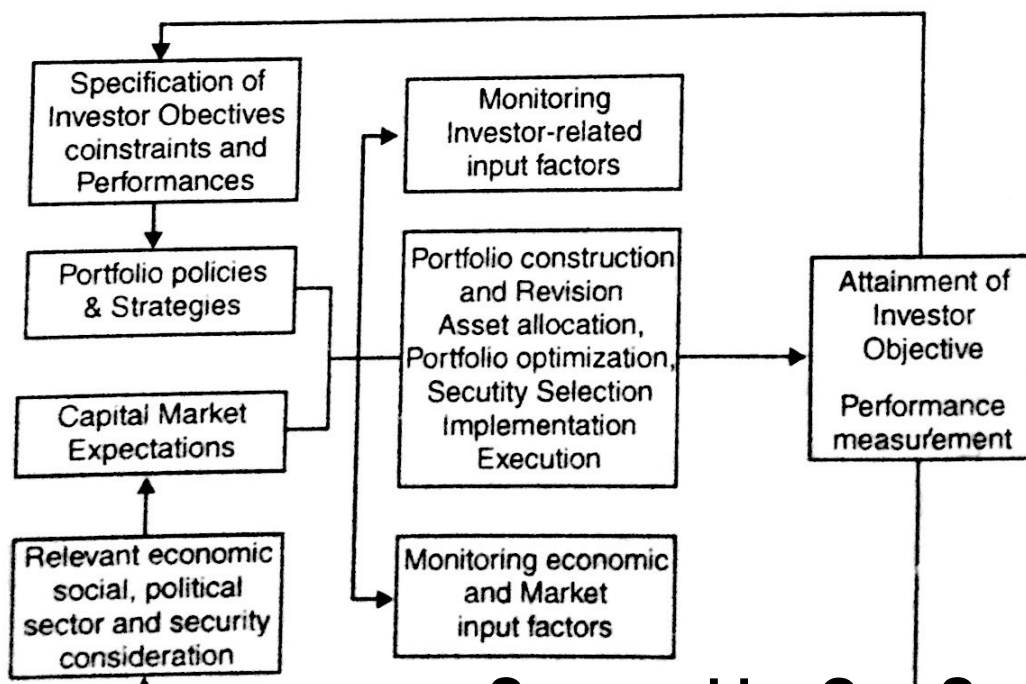 Specification of
Investor Obectives
coinstraints and
Performances
Monitoring
Investor-related
input factors
Portfolio policies
& Strategies
Portfolio construction
and Revision
Asset allocation,
Portfolio optimization,
Secutity Selection
Implementation
Execution
Attainment of
Investor
Objective
Performance
measurement
Capital Market
Expectations
Relevant economic
social, political
sector and security
consideration
Monitoring economic
and Market
input factors